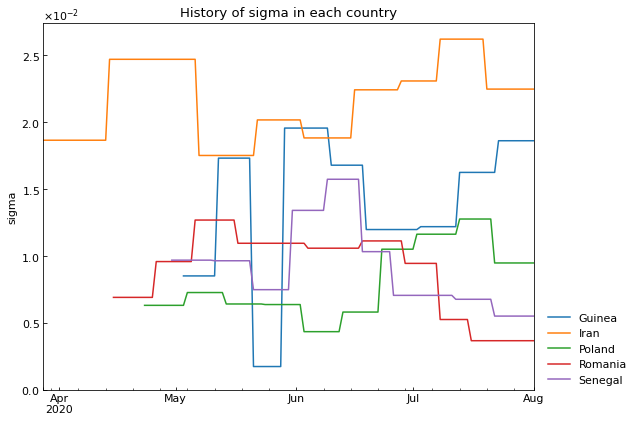 History of sigma in each country
×10⁻²
2.5
2.0
1.5
1.0
0.5
0.0
sigma
Apr
2020
May
Jun
Jul
Aug
Guinea
Iran
Poland
Romania
Senegal